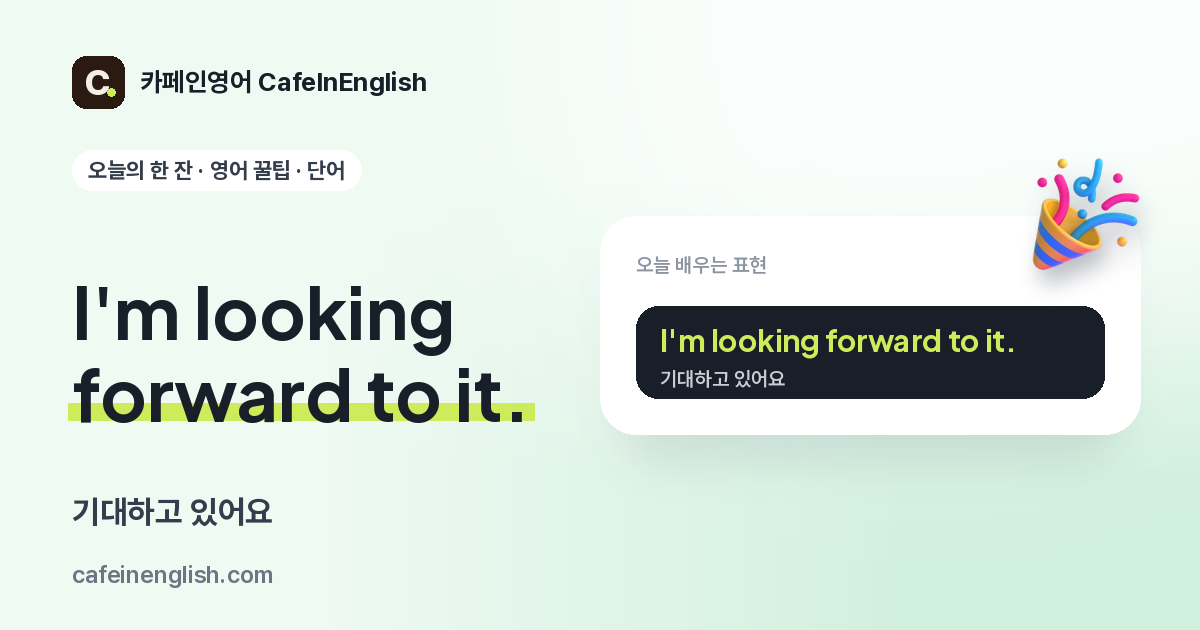 C
카페인영어 CafeInEnglish
오늘의 한 잔 · 영어 꿀팁 · 단어
I'm looking
forward to it.
기대하고 있어요
cafeinenglish.com
오늘 배우는 표현
I'm looking forward to it.
기대하고 있어요